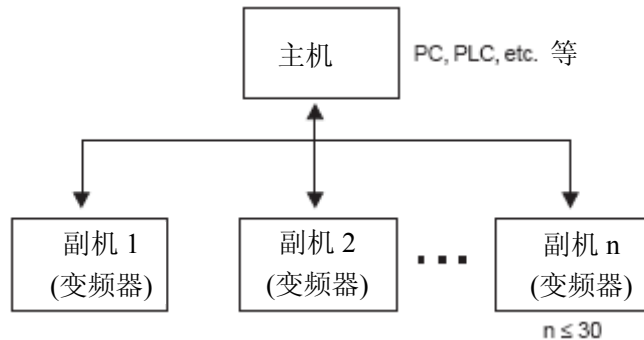 主机
PC, PLC, etc. 等
副机 1
(变频器)
副机 2
(变频器)
▪▪▪
副机 n
(变频器)
n ≤ 30